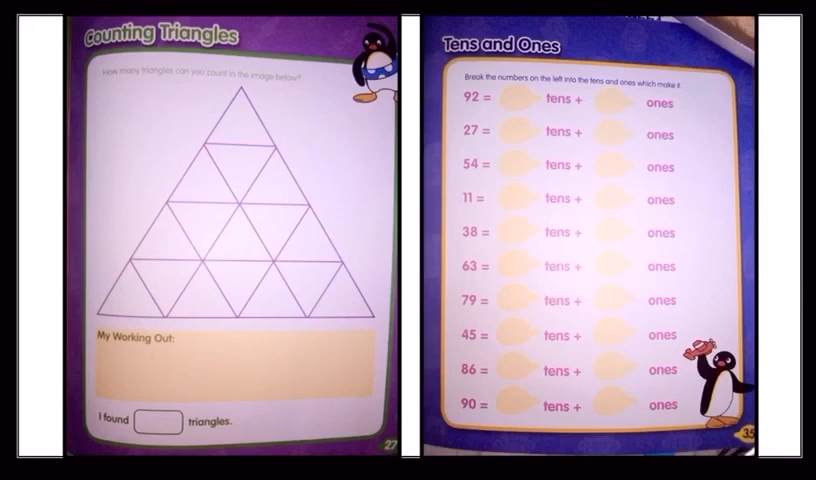 Counting Triangles
How many triangles can you count in the image below?
My Working Out:
I found triangles.
27
Tens and Ones
Break the numbers on the left into the tens and ones which make it.
92 = tens + ones
27 = tens + ones
54 = tens + ones
11 = tens + ones
38 = tens + ones
63 = tens + ones
79 = tens + ones
45 = tens + ones
86 = tens + ones
90 = tens + ones
35